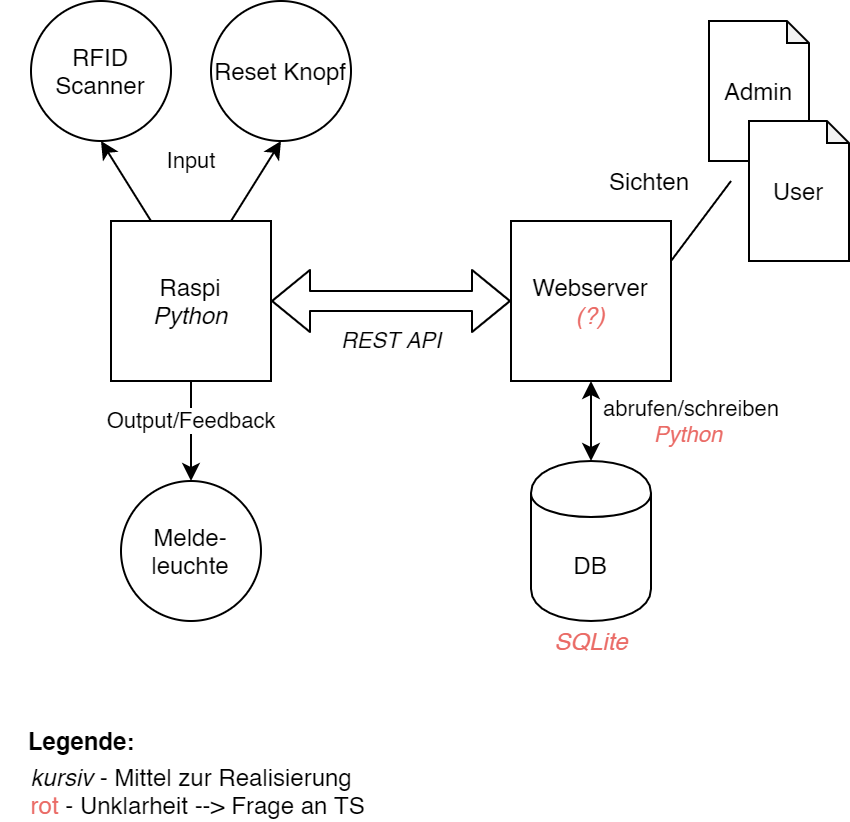 RFID
Scanner
Reset Knopf
Input
Admin
User
Sichten
Raspi
Python
REST API
Webserver
(?)
Output/Feedback
abrufen/schreiben
Python
Melde-
leuchte
DB
SQLite
Legende:
kursiv - Mittel zur Realisierung
rot - Unklarheit --> Frage an TS